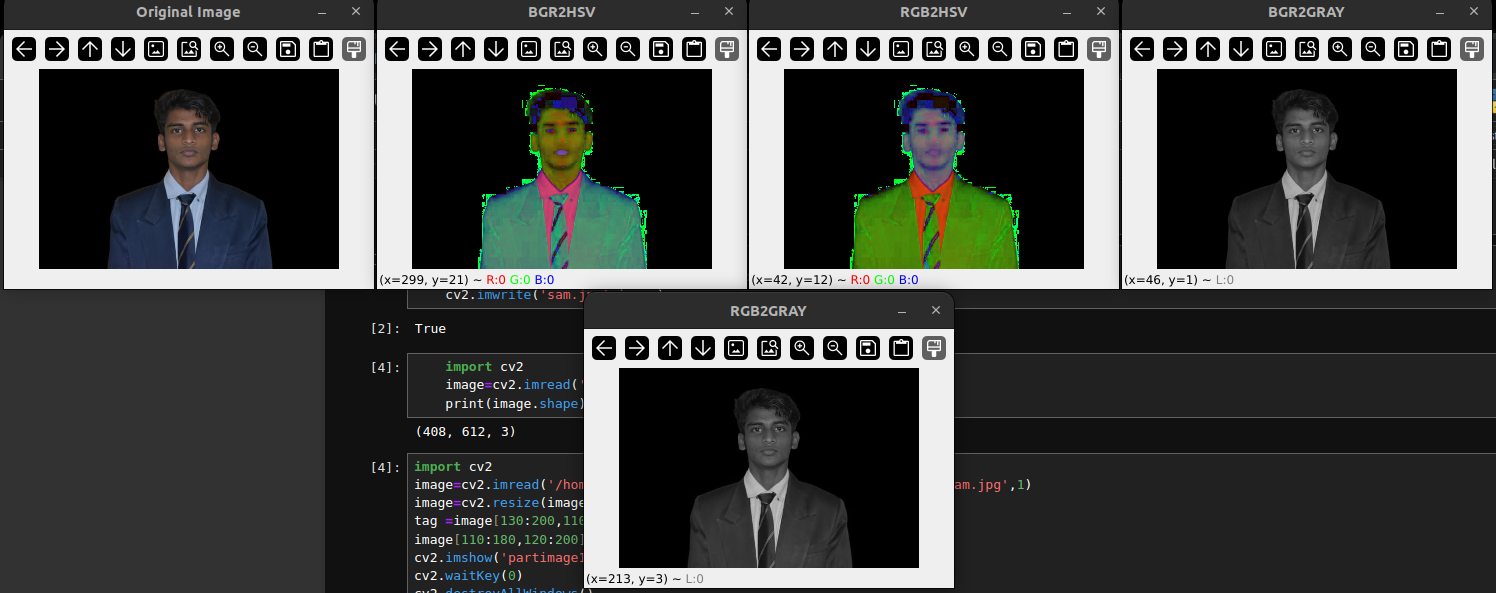 Original Image
BGR2HSV
RGB2HSV
BGR2GRAY
(x=299, y=21) ~ R:0 G:0 B:0
(x=42, y=12) ~ R:0 G:0 B:0
(x=46, y=1) ~ L:0
cv2.imwrite('sam.j
RGB2GRAY
[2]: True
[4]: import cv2
image=cv2.imread('
print(image.shape)
(408, 612, 3)
[4]: import cv2
image=cv2.imread('/hom am.jpg',1)
image=cv2.resize(image
tag =image[130:200,110
image[110:180,120:200]
cv2.imshow('partimage1
cv2.waitKey(0)
cv2.destroyAllWindows()
(x=213, y=3) ~ L:0